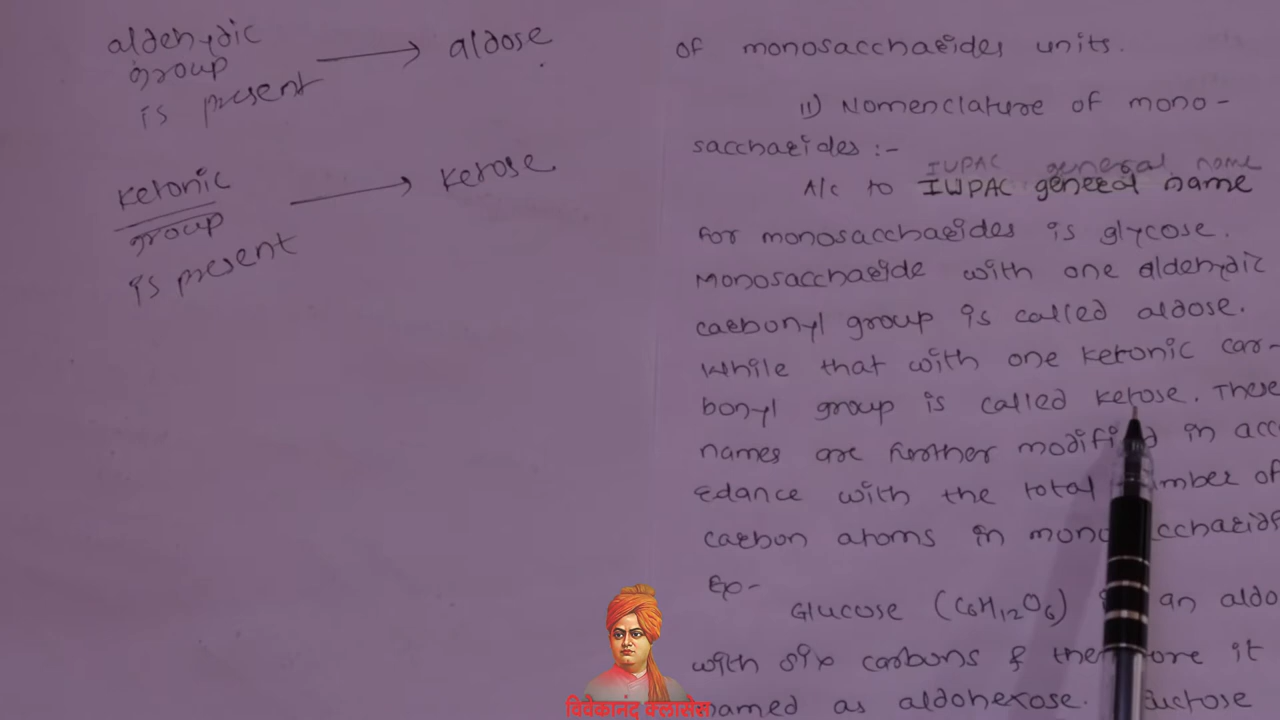 aldehydic
group
is present
aldose
ketonic
group
is present
ketose
of monosaccharides units.
ii) Nomenclature of mono-
saccharides :-
IUPAC general name
A/c to IUPAC general name
for monosaccharides is glycose.
Monosaccharide with one aldehydic
carbonyl group is called aldose.
While that with one ketonic car-
bonyl group is called ketose. These
names are further modified in acc
edance with the total number of
carbon atoms in monosaccharid
Ex-
Glucose (C6H12O6) an aldo
with six carbons & therefore it
named as aldohexose.
विवेकानंद क्लासेस